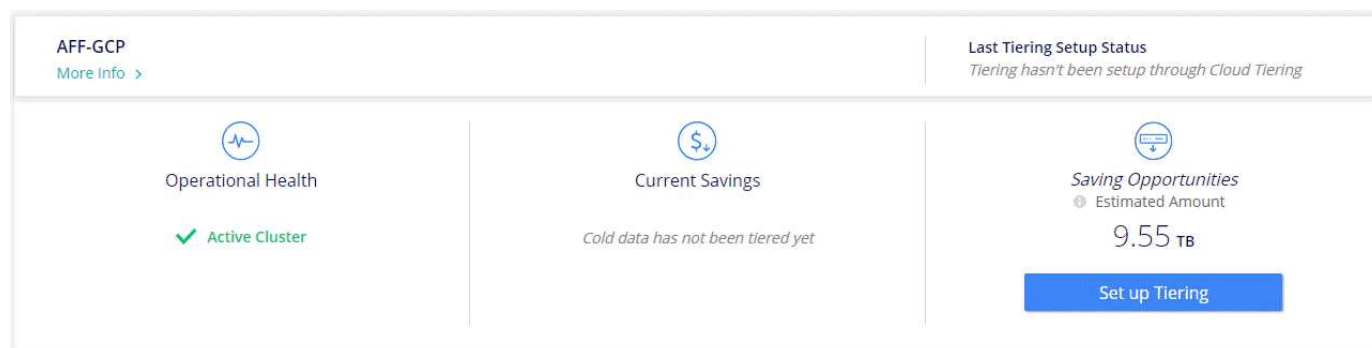 AFF-GCP
More Info >
Last Tiering Setup Status
Tiering hasn't been setup through Cloud Tiering
Operational Health
Active Cluster
Current Savings
Cold data has not been tiered yet
Saving Opportunities
Estimated Amount
9.55 TB
Set up Tiering